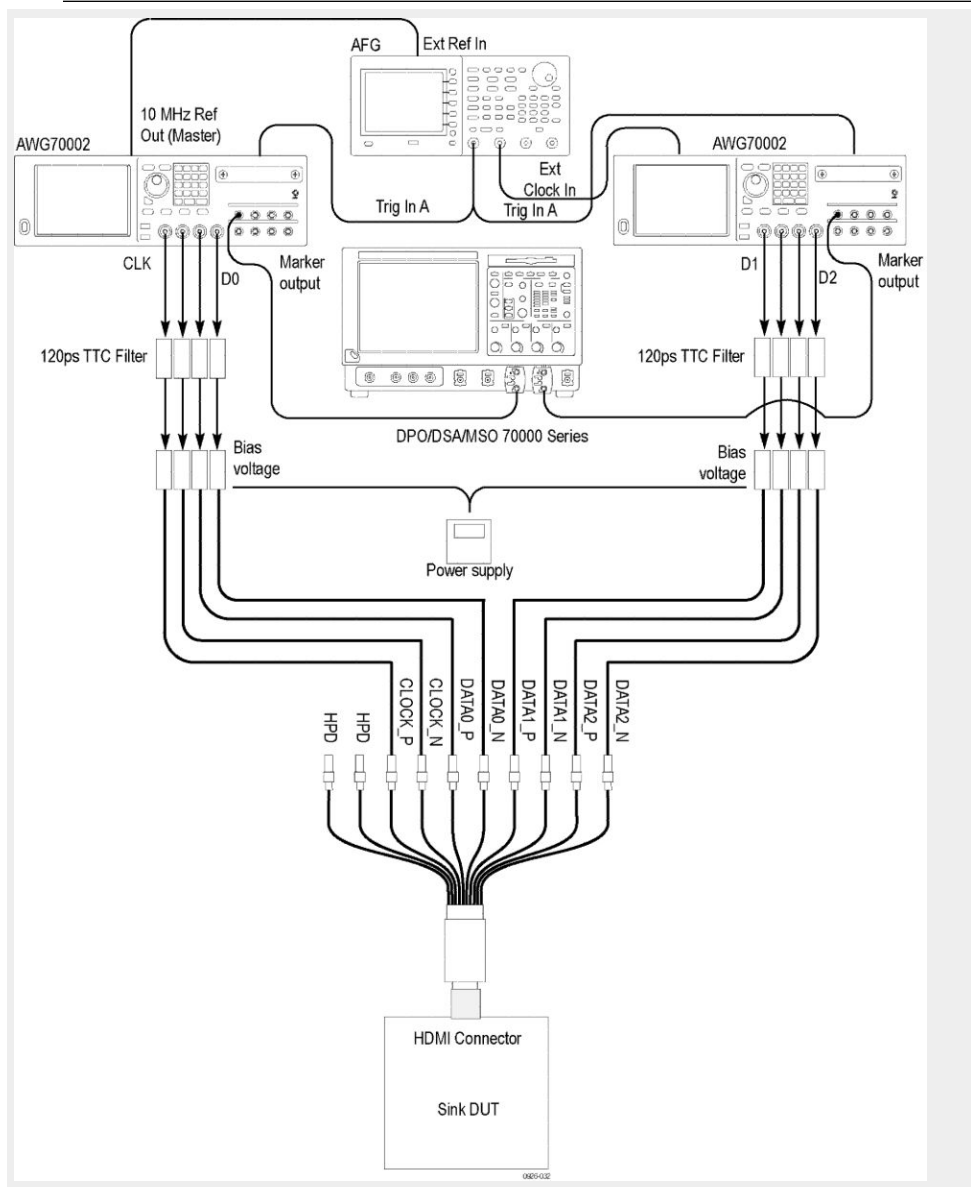 AFG
Ext Ref In
10 MHz Ref
Out (Master)
AWG70002
AWG70002
Ext
Clock In
Trig In A
Trig In A
CLK
D0
Marker
output
D1
D2
Marker
output
120ps TTC Filter
120ps TTC Filter
DPO/DSA/MSO 70000 Series
Bias
voltage
Bias
voltage
Power supply
HPD
HPD
CLOCK_P
CLOCK_N
DATA0_P
DATA0_N
DATA1_P
DATA1_N
DATA2_P
DATA2_N
HDMI Connector
Sink DUT
0926-032